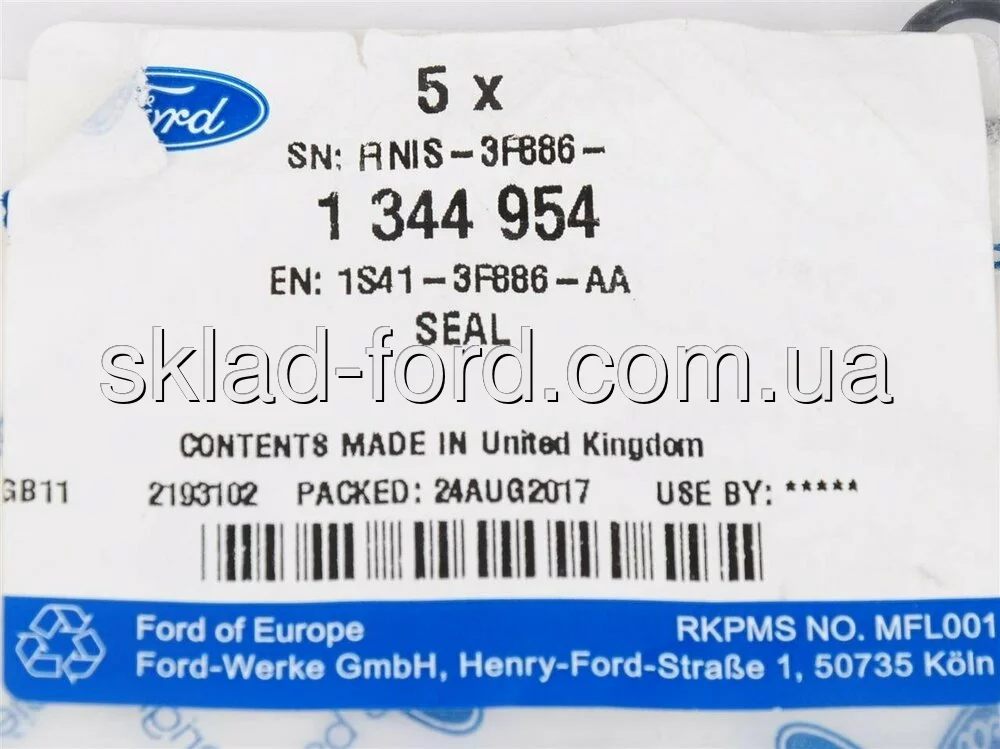 Ford
5 x
SN: RNIS-3F886-
1 344 954
EN: 1S41-3F886-AA
SEAL
sklad-ford.com.ua
CONTENTS MADE IN United Kingdom
GB11 2193102 PACKED: 24AUG2017 USE BY: *****
Ford of Europe RKPMS NO. MFL001
Ford-Werke GmbH, Henry-Ford-Straße 1, 50735 Köln